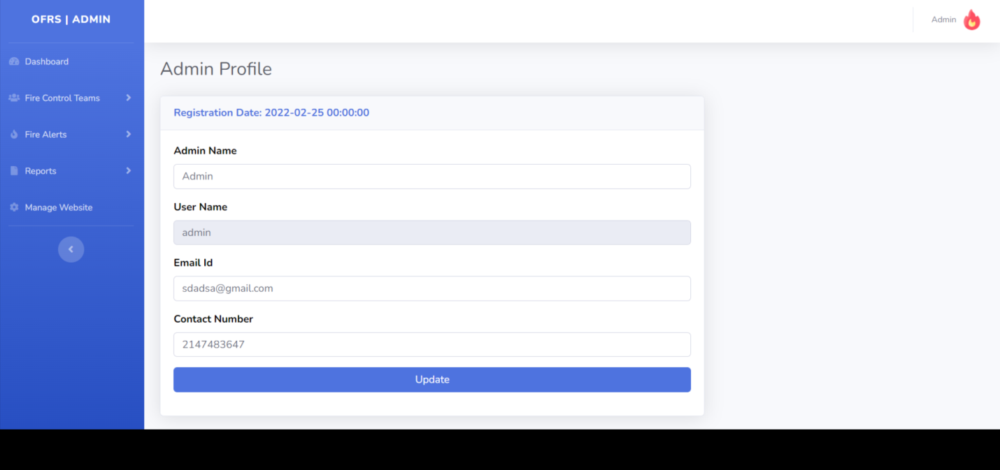 OFRS | ADMIN
Admin
Dashboard
Fire Control Teams
Fire Alerts
Reports
Manage Website
Admin Profile
Registration Date: 2022-02-25 00:00:00
Admin Name
Admin
User Name
admin
Email Id
sdadsa@gmail.com
Contact Number
2147483647
Update